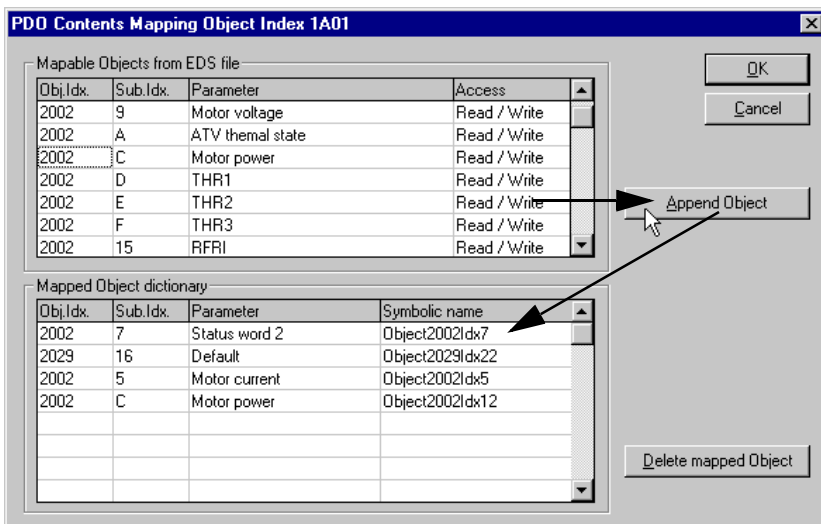 PDO Contents Mapping Object Index 1A01
Mapable Objects from EDS file
Obj.Idx. Sub.Idx. Parameter Access
2002 9 Motor voltage Read / Write
2002 A ATV themal state Read / Write
2002 C Motor power Read / Write
2002 D THR1 Read / Write
2002 E THR2 Read / Write
2002 F THR3 Read / Write
2002 15 RFRI Read / Write
OK
Cancel
Append Object
Mapped Object dictionary
Obj.Idx. Sub.Idx. Parameter Symbolic name
2002 7 Status word 2 Object2002Idx7
2029 16 Default Object2029Idx22
2002 5 Motor current Object2002Idx5
2002 C Motor power Object2002Idx12
Delete mapped Object